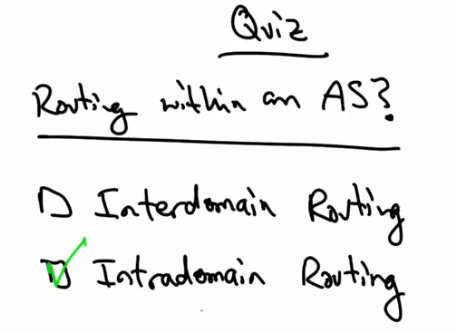 Quiz
Routing within an AS?
Interdomain Routing
Intradomain Routing